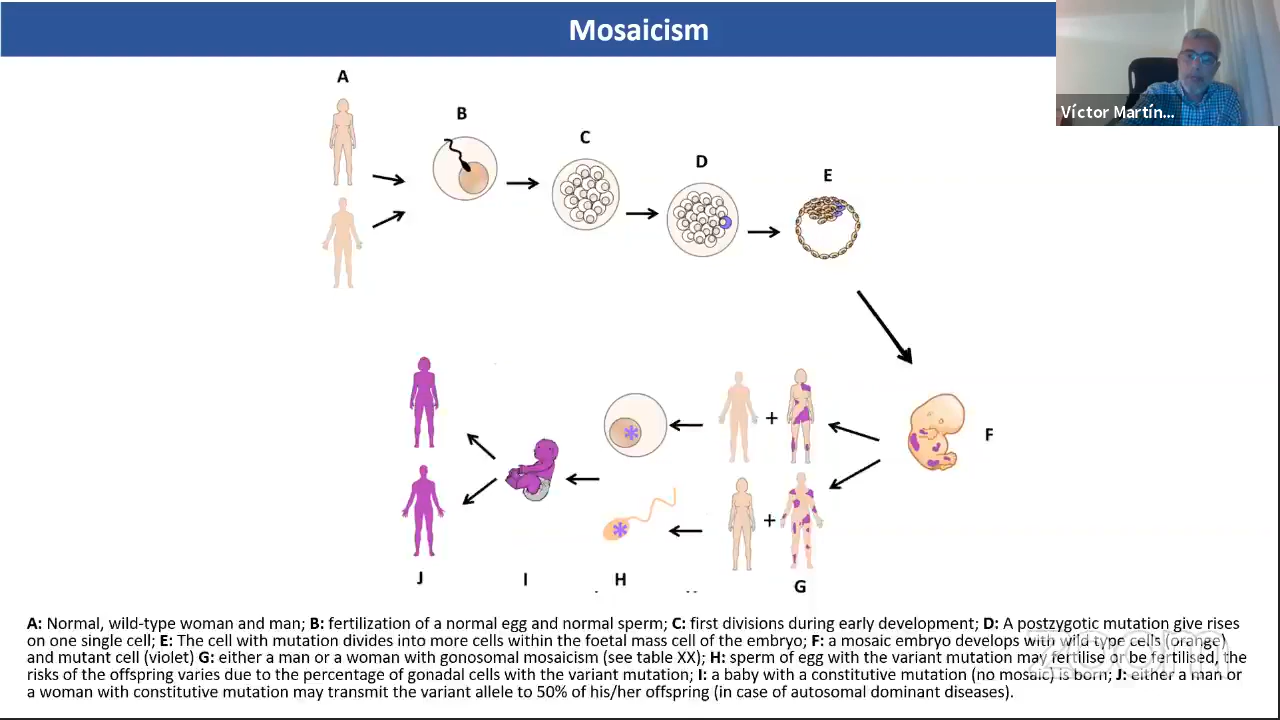 Mosaicism
Víctor Martín...
A
B
C
D
E
F
+
+
J
I
H
G
A: Normal, wild-type woman and man; B: fertilization of a normal egg and normal sperm; C: first divisions during early development; D: A postzygotic mutation give rises
on one single cell; E: The cell with mutation divides into more cells within the foetal mass cell of the embryo; F: a mosaic embryo develops with wild-type cells (orange)
and mutant cell (violet) G: either a man or a woman with gonosomal mosaicism (see table XX); H: sperm of egg with the variant mutation may fertilise or be fertilised, the
risks of the offspring varies due to the percentage of gonadal cells with the variant mutation; I: a baby with a constitutive mutation (no mosaic) is born; J: either a man or
a woman with constitutive mutation may transmit the variant allele to 50% of his/her offspring (in case of autosomal dominant diseases).
zoom